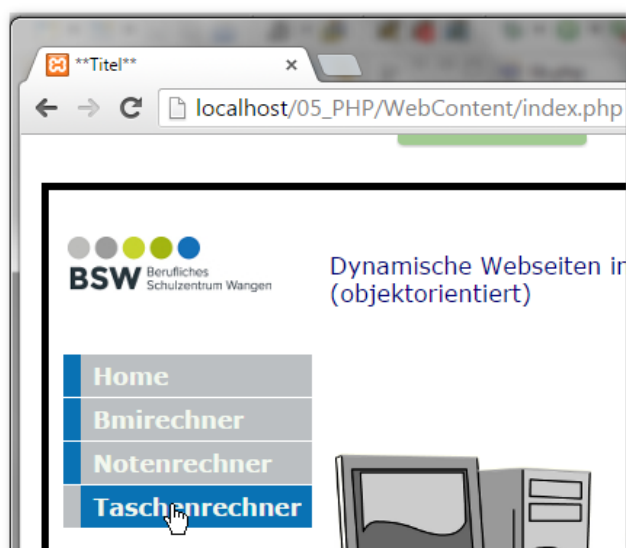 **Titel**
localhost/05_PHP/WebContent/index.php
BSW Berufliches
Schulzentrum Wangen
Dynamische Webseiten in
(objektorientiert)
Home
Bmirechner
Notenrechner
Taschenrechner